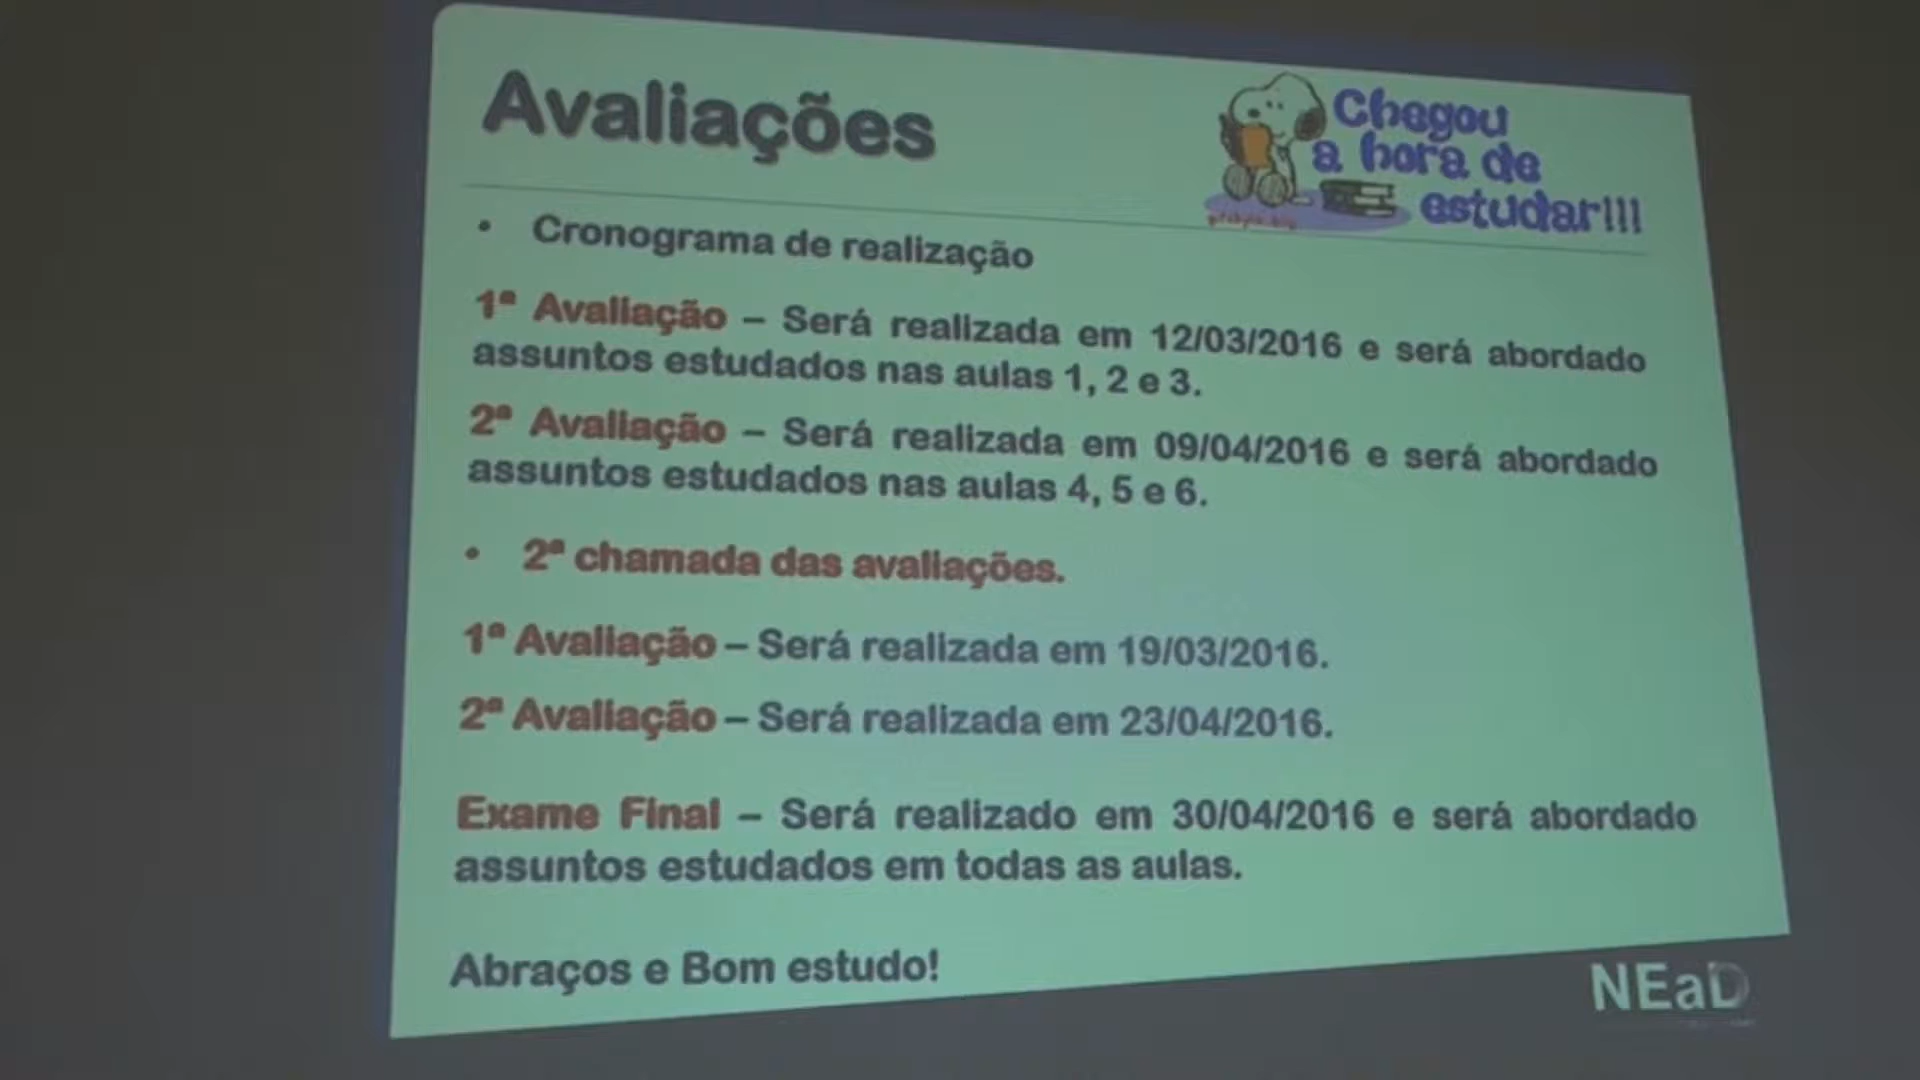 Avaliações
Chegou
a hora de
estudar!!!
• Cronograma de realização
1ª Avaliação – Será realizada em 12/03/2016 e será abordado
assuntos estudados nas aulas 1, 2 e 3.
2ª Avaliação – Será realizada em 09/04/2016 e será abordado
assuntos estudados nas aulas 4, 5 e 6.
• 2ª chamada das avaliações.
1ª Avaliação – Será realizada em 19/03/2016.
2ª Avaliação – Será realizada em 23/04/2016.
Exame Final – Será realizado em 30/04/2016 e será abordado
assuntos estudados em todas as aulas.
Abraços e Bom estudo!
NEaD